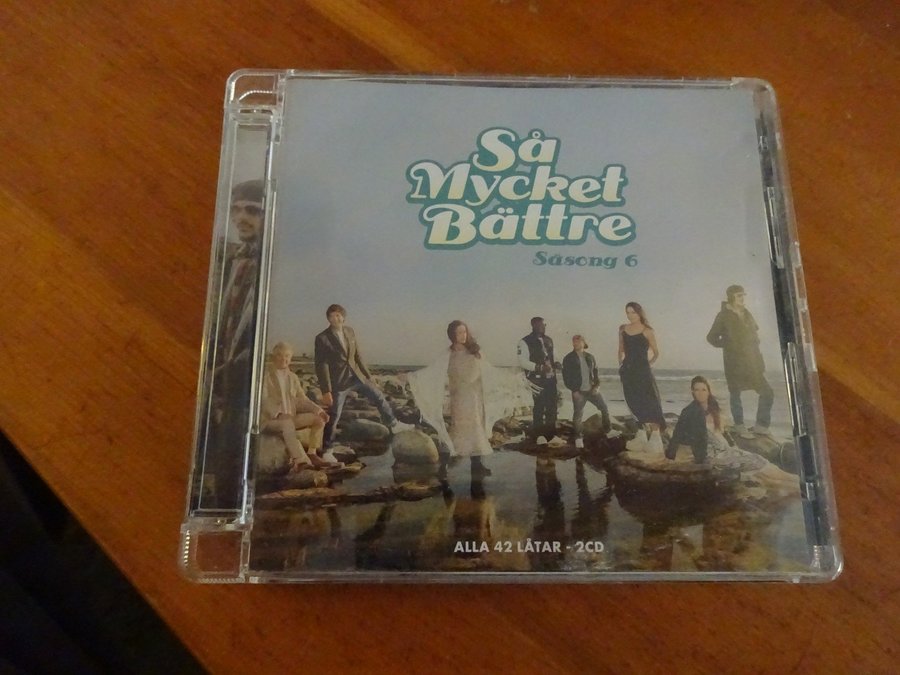 Så
Mycket
Bättre
Säsong 6
ALLA 42 LÅTAR - 2CD